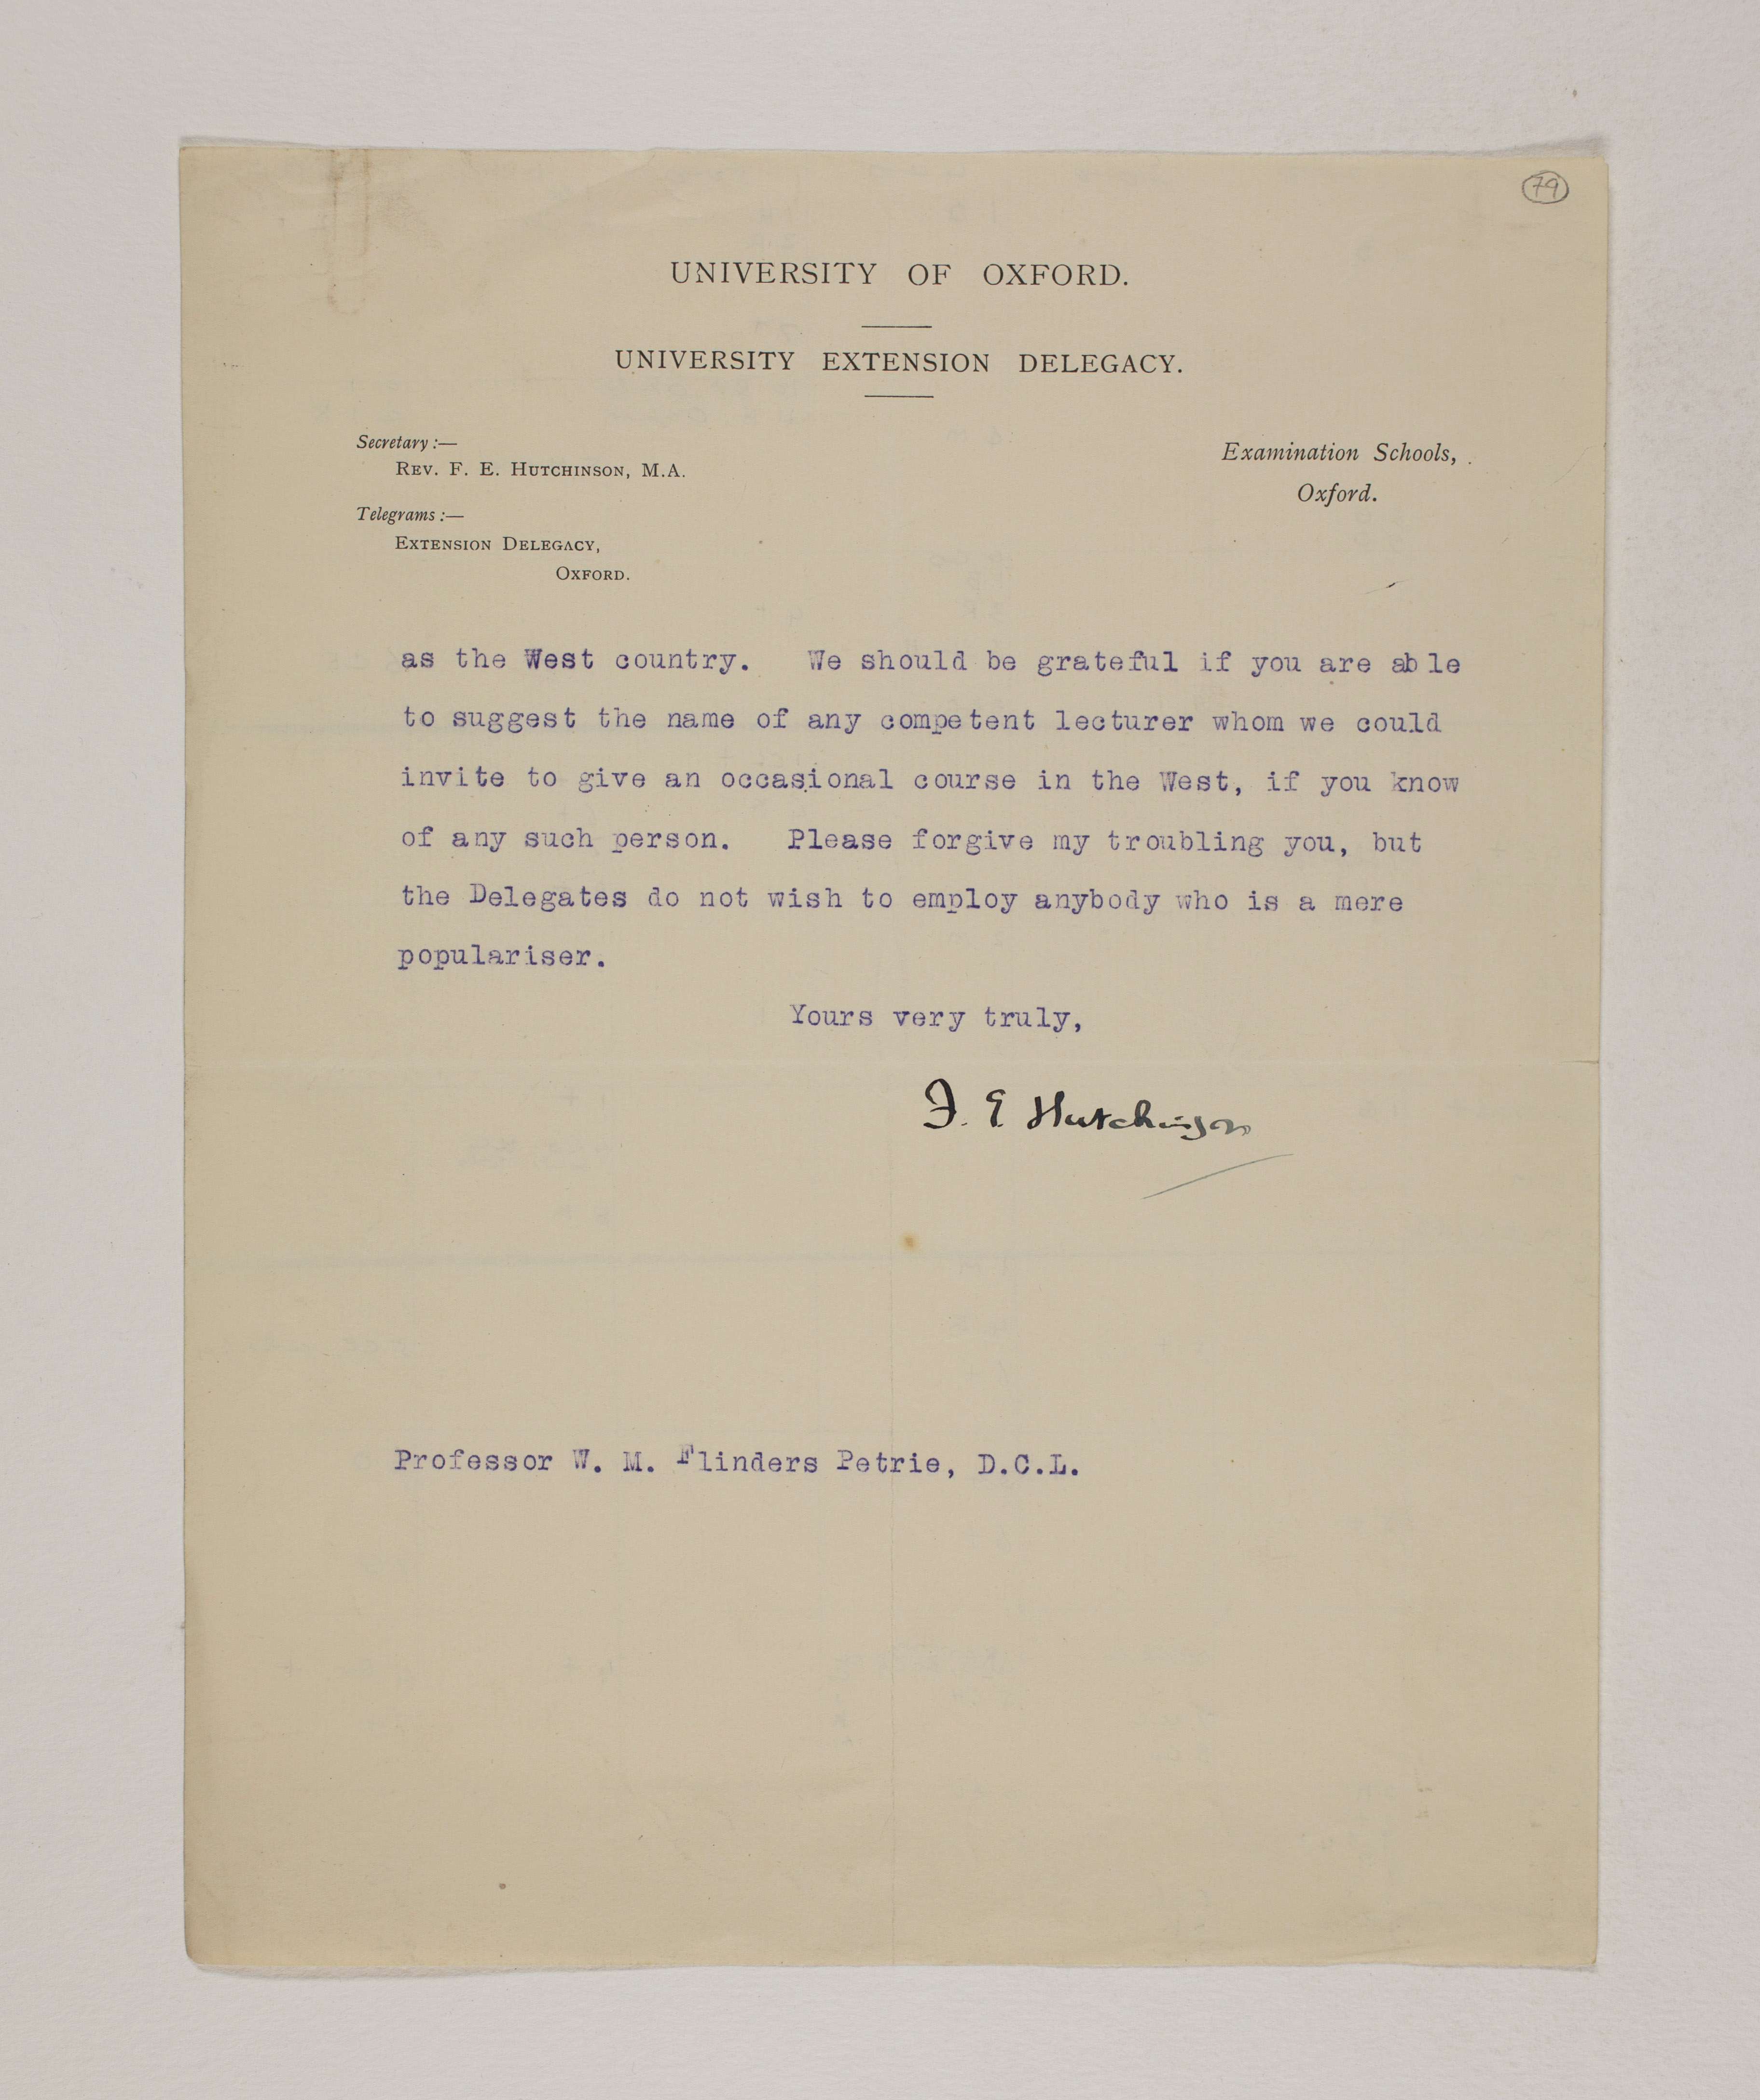 79
UNIVERSITY OF OXFORD.
UNIVERSITY EXTENSION DELEGACY.
Secretary :—
REV. F. E. HUTCHINSON, M.A.
Telegrams :—
EXTENSION DELEGACY,
OXFORD.
Examination Schools,
Oxford.
as the West country. We should be grateful if you are able
to suggest the name of any competent lecturer whom we could
invite to give an occasional course in the West, if you know
of any such person. Please forgive my troubling you, but
the Delegates do not wish to employ anybody who is a mere
populariser.
Yours very truly,
F. E Hutchinson
Professor W. M. Flinders Petrie, D.C.L.